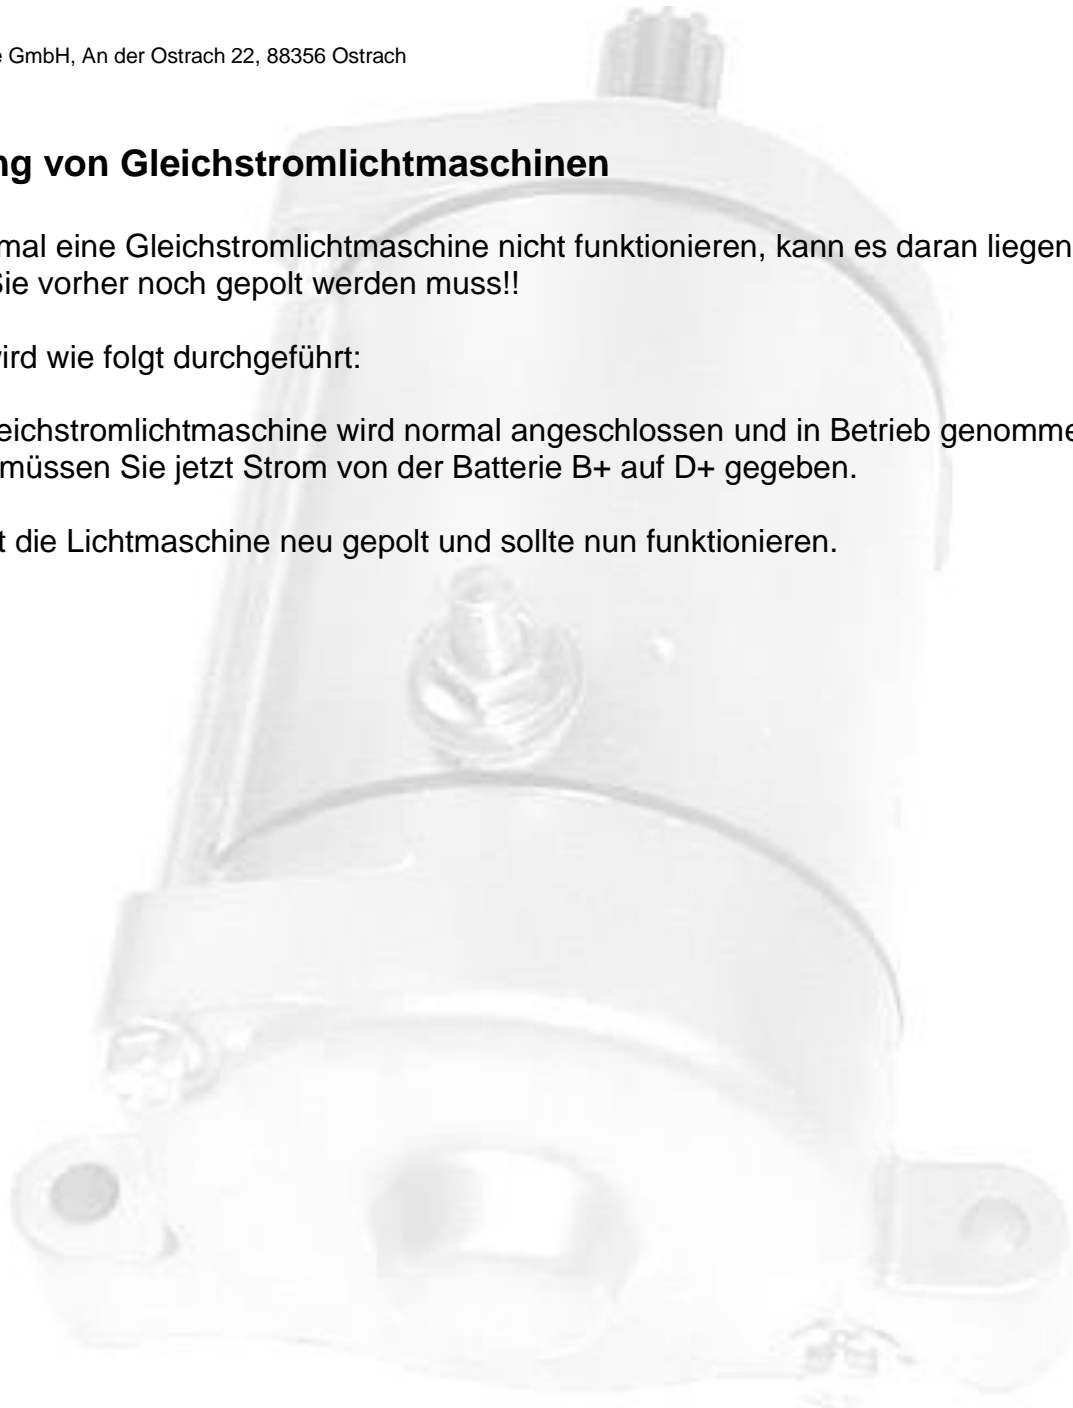 e GmbH, An der Ostrach 22, 88356 Ostrach
ng von Gleichstromlichtmaschinen
mal eine Gleichstromlichtmaschine nicht funktionieren, kann es daran liegen
Sie vorher noch gepolt werden muss!!
wird wie folgt durchgeführt:
eichstromlichtmaschine wird normal angeschlossen und in Betrieb genomme
müssen Sie jetzt Strom von der Batterie B+ auf D+ gegeben.
t die Lichtmaschine neu gepolt und sollte nun funktionieren.